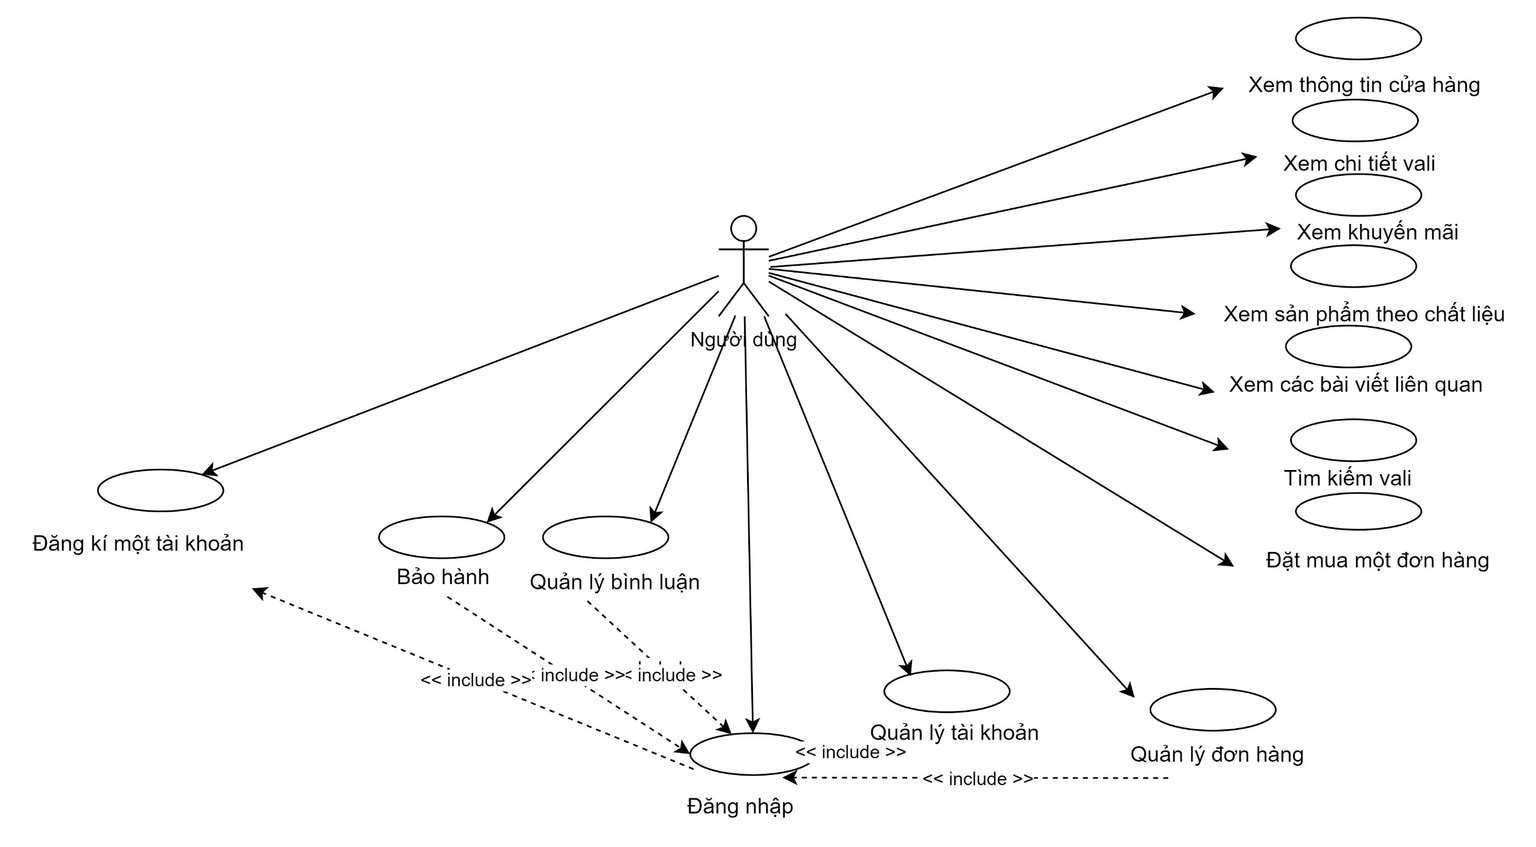 Xem thông tin cửa hàng
Xem chi tiết vali
Xem khuyến mãi
Xem sản phẩm theo chất liệu
Người dùng
Xem các bài viết liên quan
Tìm kiếm vali
Đăng kí một tài khoản
Đặt mua một đơn hàng
Bảo hành
Quản lý bình luận
<< include >>
include >>
< include >>
Quản lý tài khoản
<< include >>
Quản lý đơn hàng
<< include >>
Đăng nhập